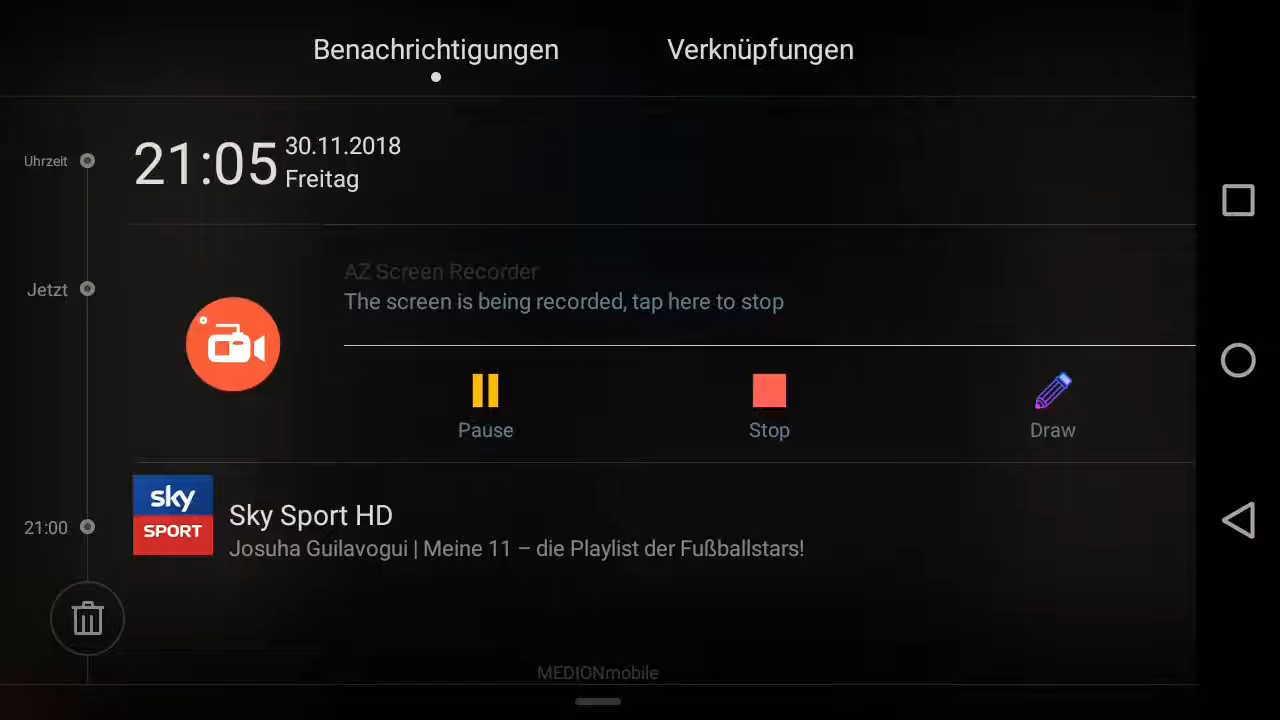 Benachrichtigungen
Verknüpfungen
Uhrzeit
21:05
30.11.2018
Freitag
Jetzt
AZ Screen Recorder
The screen is being recorded, tap here to stop
Pause
Stop
Draw
21:00
sky
SPORT
Sky Sport HD
Josuha Guilavogui | Meine 11 – die Playlist der Fußballstars!
MEDIONmobile